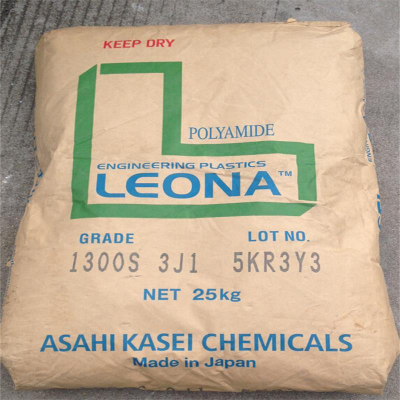 KEEP DRY
POLYAMIDE
ENGINEERING PLASTICS
LEONA™
GRADE LOT NO.
1300S 3J1 5KR3Y3
NET 25kg
ASAHI KASEI CHEMICALS
Made in Japan